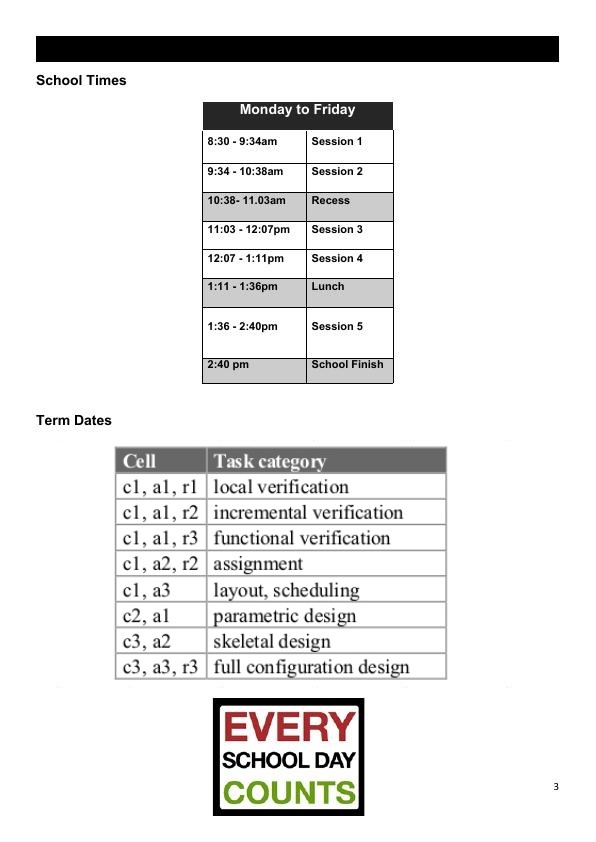 School Times
Monday to Friday
8:30 - 9:34am Session 1
9:34 - 10:38am Session 2
10:38- 11.03am Recess
11:03 - 12:07pm Session 3
12:07 - 1:11pm Session 4
1:11 - 1:36pm Lunch
1:36 - 2:40pm Session 5
2:40 pm School Finish
Term Dates
Cell Task category
c1, a1, r1 local verification
c1, a1, r2 incremental verification
c1, a1, r3 functional verification
c1, a2, r2 assignment
c1, a3 layout, scheduling
c2, a1 parametric design
c3, a2 skeletal design
c3, a3, r3 full configuration design
EVERY
SCHOOL DAY
COUNTS
3